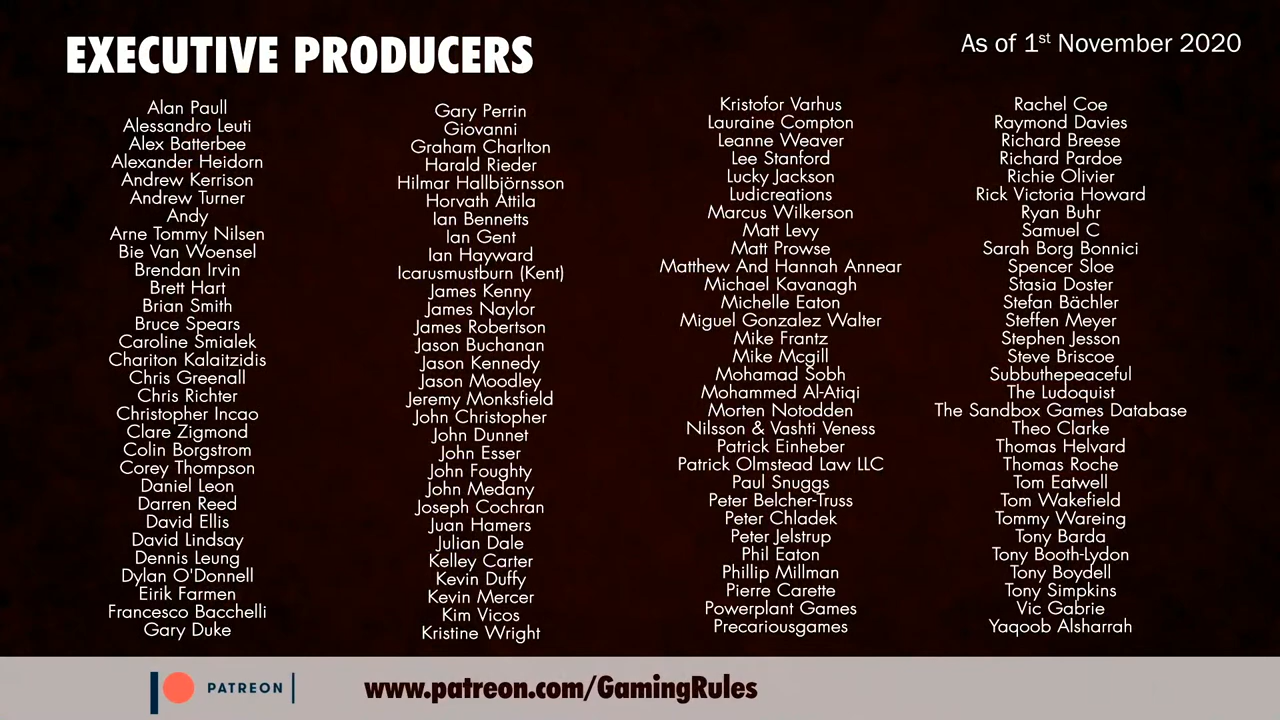 EXECUTIVE PRODUCERS
As of 1st November 2020
Alan Paull
Alessandro Leuti
Alex Batterbee
Alexander Heidorn
Andrew Kerrison
Andrew Turner
Andy
Arne Tommy Nilsen
Bie Van Woensel
Brendan Irvin
Brett Hart
Brian Smith
Bruce Spears
Caroline Smialek
Chariton Kalaitzidis
Chris Greenall
Chris Richter
Christopher Incao
Clare Zigmond
Colin Borgstrom
Corey Thompson
Daniel Leon
Darren Reed
David Ellis
David Lindsay
Dennis Leung
Dylan O'Donnell
Eirik Farmen
Francesco Bacchelli
Gary Duke
Gary Perrin
Giovanni
Graham Charlton
Harald Rieder
Hilmar Hallbjörnsson
Horvath Attila
Ian Bennetts
Ian Gent
Ian Hayward
Icarusmustburn (Kent)
James Kenny
James Naylor
James Robertson
Jason Buchanan
Jason Kennedy
Jason Moodley
Jeremy Monksfield
John Christopher
John Dunnet
John Esser
John Foughty
John Medany
Joseph Cochran
Juan Hamers
Julian Dale
Kelley Carter
Kevin Duffy
Kevin Mercer
Kim Vicos
Kristine Wright
Kristofor Varhus
Lauraine Compton
Leanne Weaver
Lee Stanford
Lucky Jackson
Ludicreations
Marcus Wilkerson
Matt Levy
Matt Prowse
Matthew And Hannah Annear
Michael Kavanagh
Michelle Eaton
Miguel Gonzalez Walter
Mike Frantz
Mike Mcgill
Mohamad Sobh
Mohammed Al-Atiqi
Morten Notodden
Nilsson & Vashti Veness
Patrick Einheber
Patrick Olmstead Law LLC
Paul Snuggs
Peter Belcher-Truss
Peter Chladek
Peter Jelstrup
Phil Eaton
Phillip Millman
Pierre Carette
Powerplant Games
Precariousgames
Rachel Coe
Raymond Davies
Richard Breese
Richard Pardoe
Richie Olivier
Rick Victoria Howard
Ryan Buhr
Samuel C
Sarah Borg Bonnici
Spencer Sloe
Stasia Doster
Stefan Bächler
Steffen Meyer
Stephen Jesson
Steve Briscoe
Subbuthepeaceful
The Ludoquist
The Sandbox Games Database
Theo Clarke
Thomas Helvard
Thomas Roche
Tom Eatwell
Tom Wakefield
Tommy Wareing
Tony Barda
Tony Booth-Lydon
Tony Boydell
Tony Simpkins
Vic Gabrie
Yaqoob Alsharrah
PATREON
www.patreon.com/GamingRules